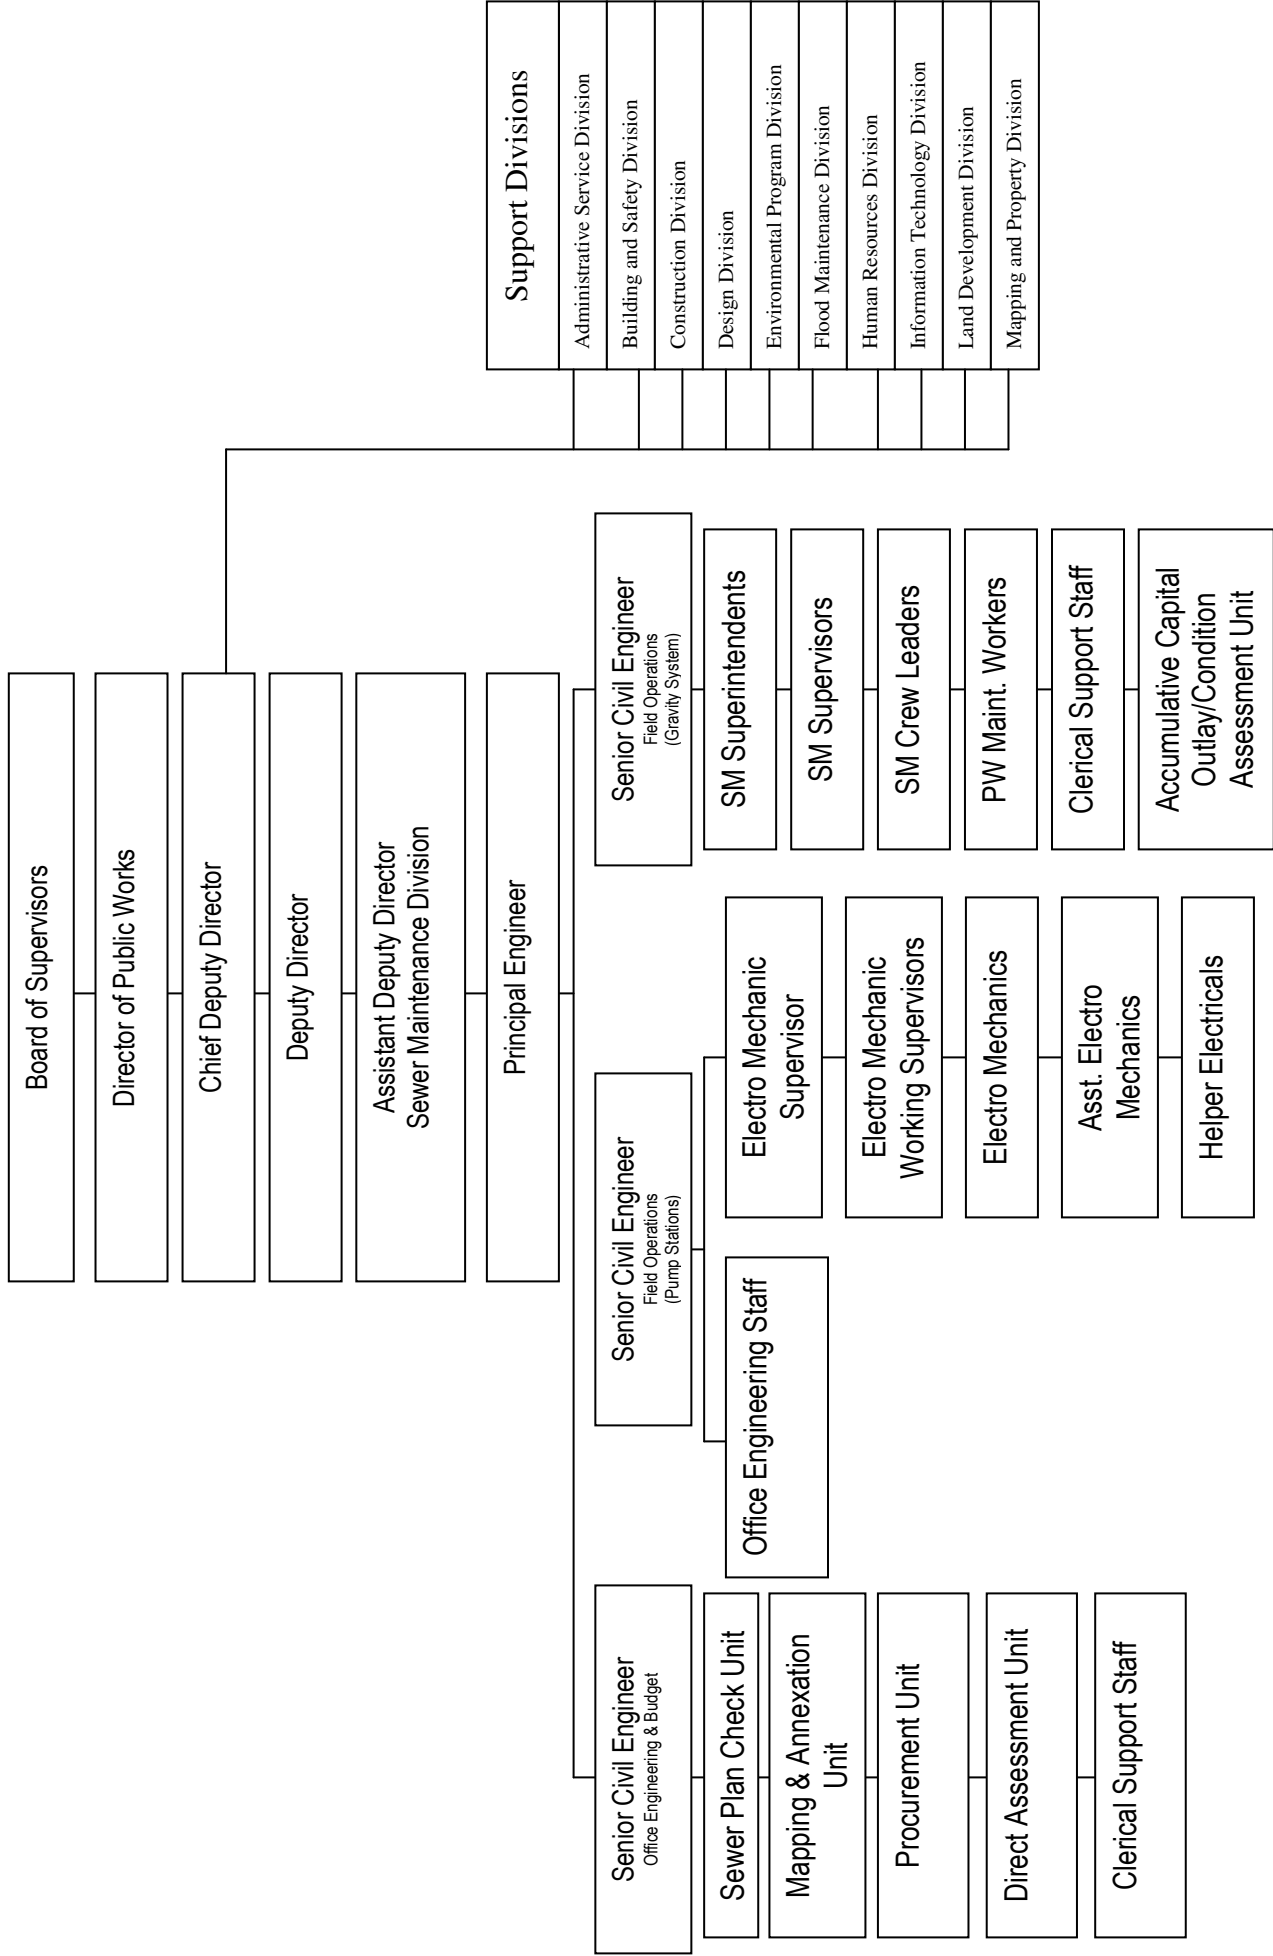 Board of Supervisors
Director of Public Works
Chief Deputy Director
Deputy Director
Assistant Deputy Director
Sewer Maintenance Division
Principal Engineer
Senior Civil Engineer
Office Engineering & Budget
Sewer Plan Check Unit
Mapping & Annexation
Unit
Procurement Unit
Direct Assessment Unit
Clerical Support Staff
Senior Civil Engineer
Field Operations
(Pump Stations)
Office Engineering Staff
Electro Mechanic
Supervisor
Electro Mechanic
Working Supervisors
Electro Mechanics
Asst. Electro
Mechanics
Helper Electricals
Senior Civil Engineer
Field Operations
(Gravity System)
SM Superintendents
SM Supervisors
SM Crew Leaders
PW Maint. Workers
Clerical Support Staff
Accumulative Capital
Outlay/Condition
Assessment Unit
Support Divisions
Administrative Service Division
Building and Safety Division
Construction Division
Design Division
Environmental Program Division
Flood Maintenance Division
Human Resources Division
Information Technology Division
Land Development Division
Mapping and Property Division